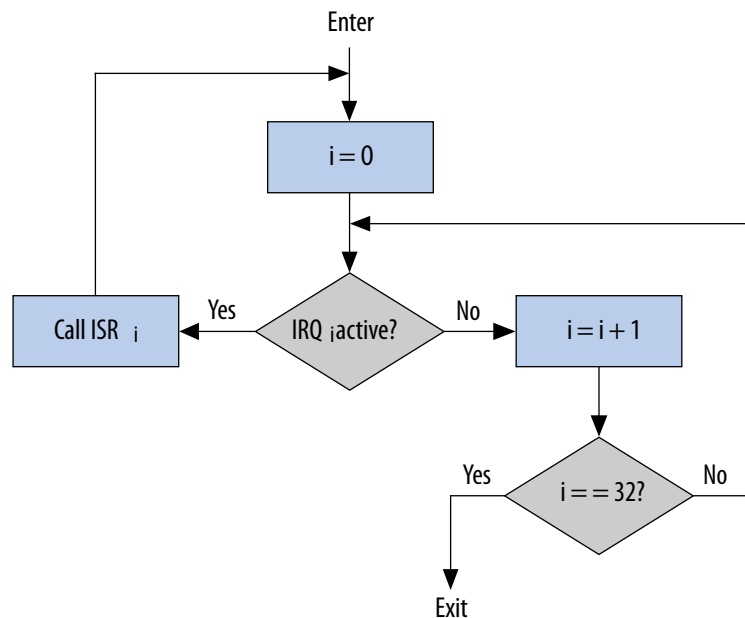 Enter
i = 0
Yes
No
Call ISR i
IRQ i active?
i = i + 1
Yes
No
i = = 32?
Exit